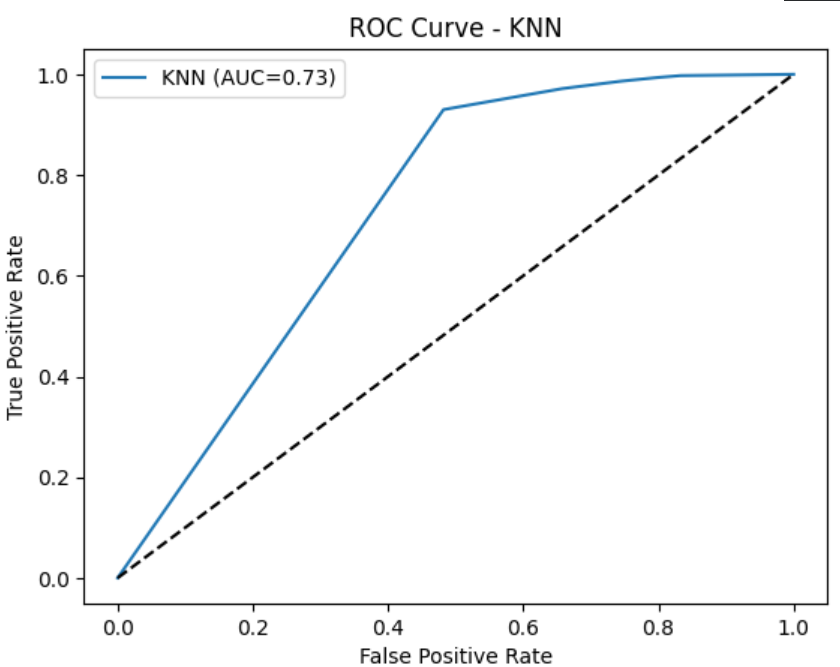 ROC Curve - KNN
KNN (AUC=0.73)
1.0
0.8
0.6
0.4
0.2
0.0
True Positive Rate
0.0 0.2 0.4 0.6 0.8 1.0
False Positive Rate